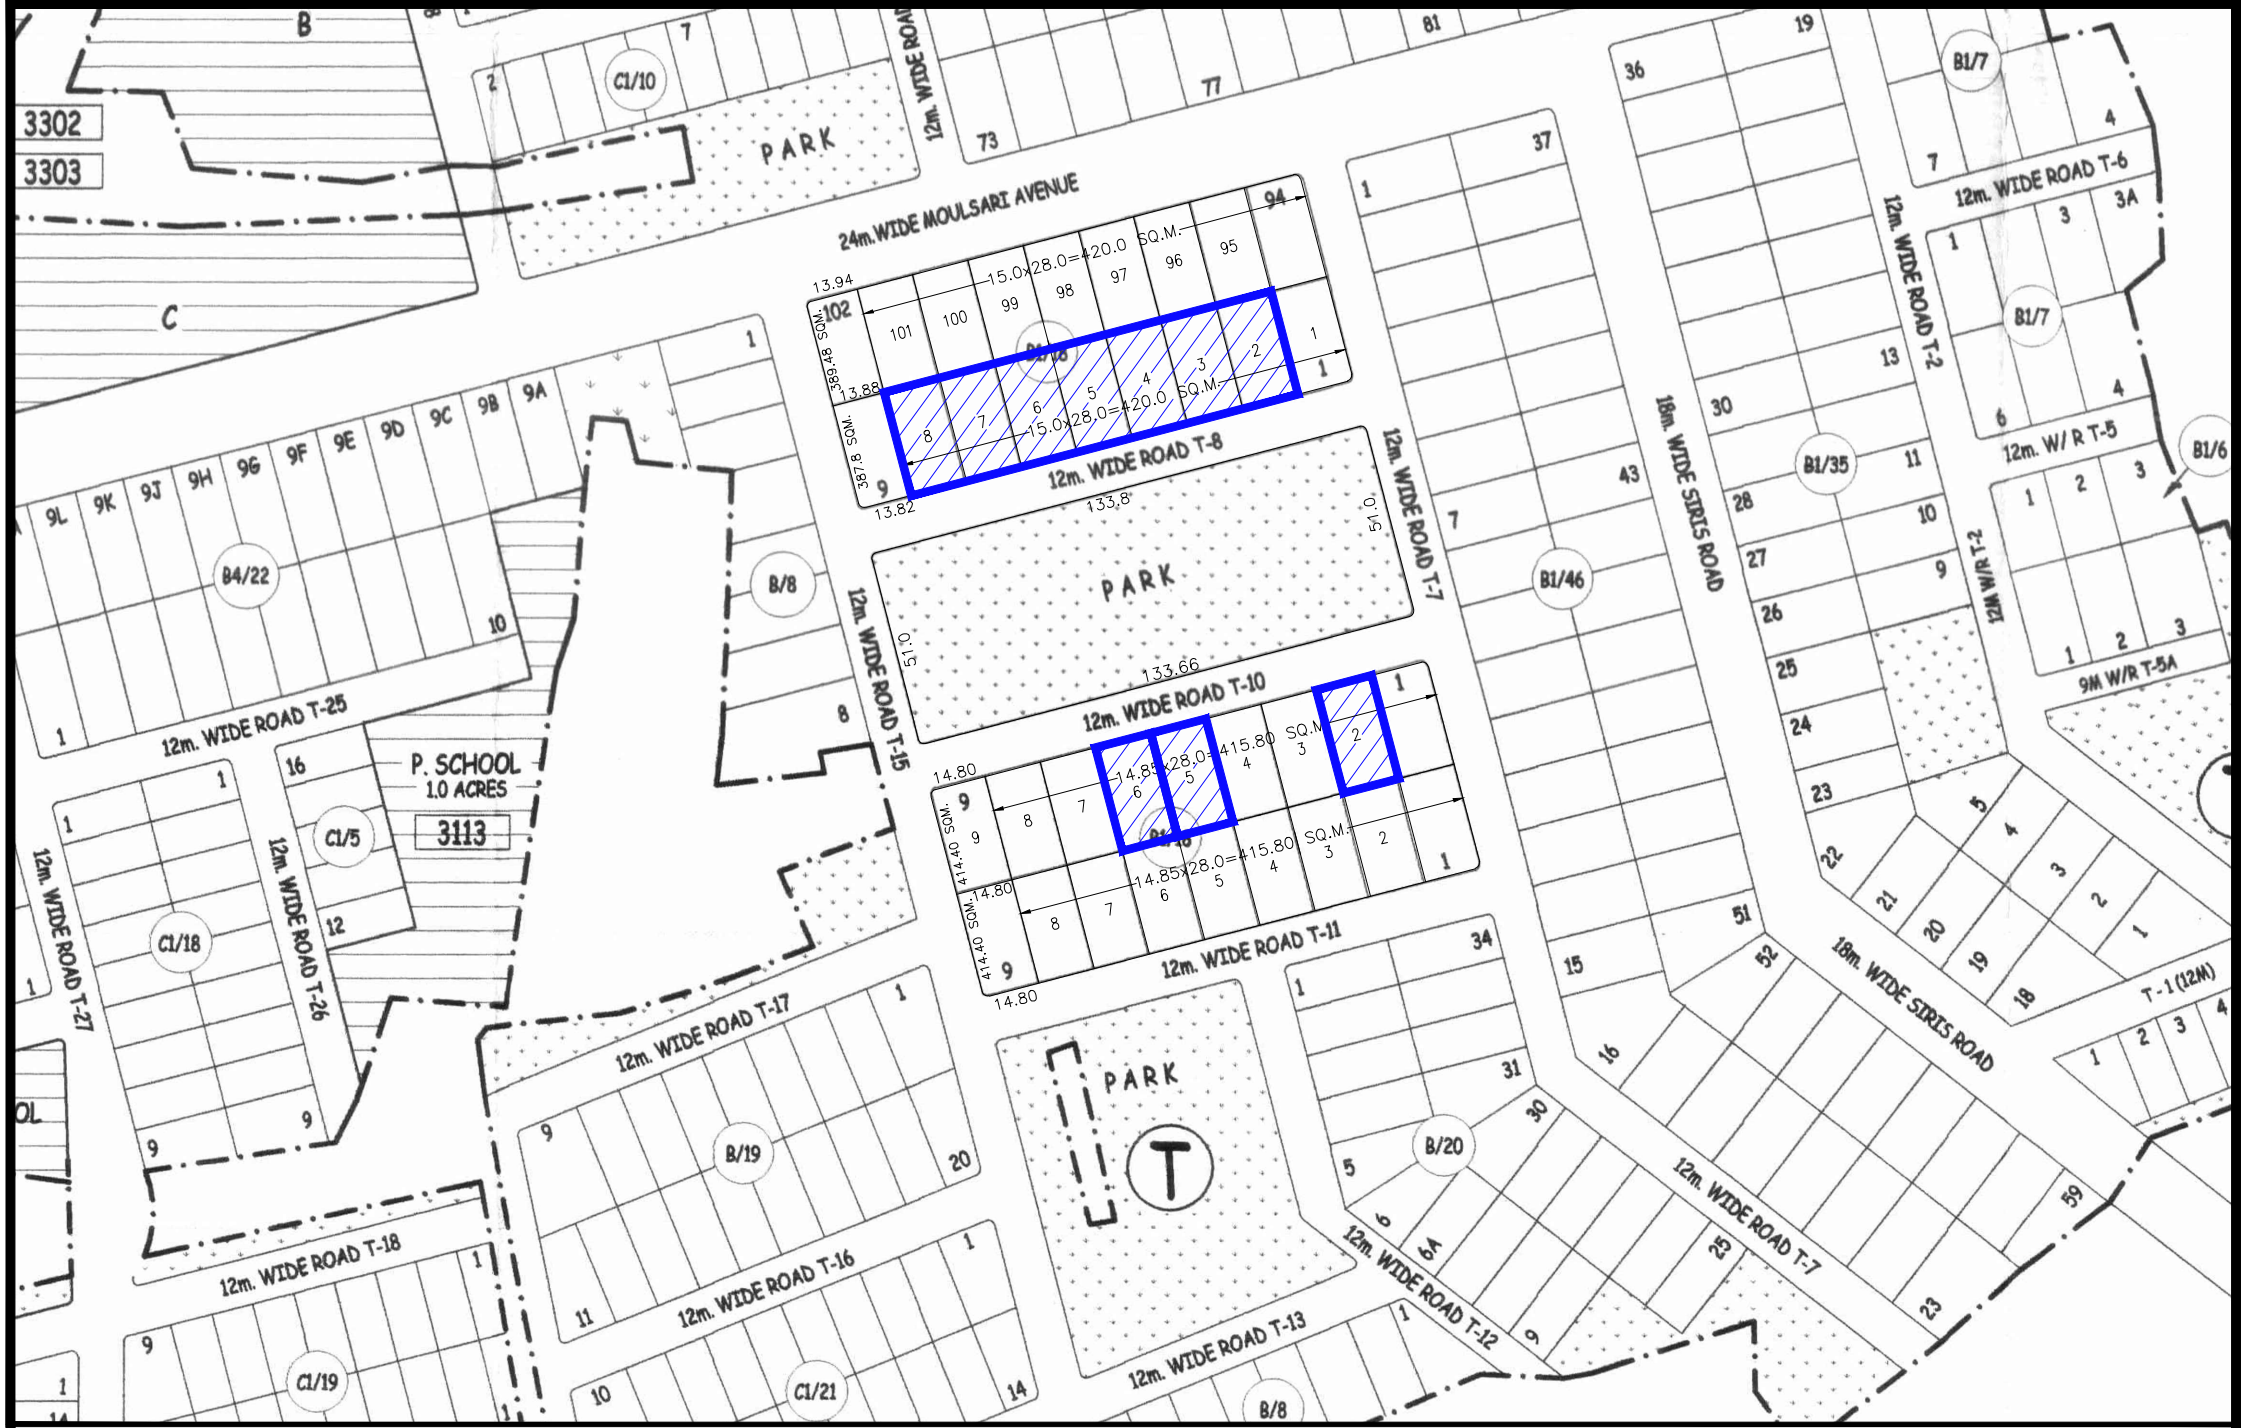 B
8
7
2
C1/10
12m. WIDE ROAD
81
19
36
B1/7
3302
3303
PARK
77
73
37
4
7
12m. WIDE ROAD T-6
24m.WIDE MOULSARI AVENUE
94
1
12m. WIDE ROAD T-2
1
3
3A
C
13.94
102
101
100
99
98
97
96
95
15.0x28.0=420.0 SQ.M.
389.48 SQM.
1
B1/7
13
4
13.88
8
7
6
5
4
3
2
1
1
15.0x28.0=420.0 SQ.M.
387.8 SQM.
9
13.82
12m. WIDE ROAD T-8
133.8
51.0
12m. WIDE ROAD T-7
18m. WIDE SIRIS ROAD
30
6
12m. W/ R T-5
B1/6
B1/35
11
43
28
1
2
3
9L
9K
9J
9H
9G
9F
9E
9D
9C
9B
9A
B4/22
10
1
12m. WIDE ROAD T-25
B/8
8
12m. WIDE ROAD T-15
PARK
51.0
133.66
7
B1/46
27
10
9
12M W/R T-2
26
25
24
23
1
2
3
9M W/R T-5A
12m. WIDE ROAD T-10
1
14.80
9
9
8
7
6
5
4
3
2
14.85x28.0=415.80 SQ.M
414.40 SQM.
14.80
14.85x28.0=415.80 SQ.M.
8
7
6
5
4
3
2
1
414.40 SQM.
9
14.80
12m. WIDE ROAD T-11
P. SCHOOL
1.0 ACRES
3113
16
C1/5
12
1
1
C1/18
12m. WIDE ROAD T-26
12m. WIDE ROAD T-27
1
9
9
12m. WIDE ROAD T-17
1
9
B/19
20
11
12m. WIDE ROAD T-16
PARK
T
34
1
31
5
B/20
30
6
6A
9
25
12m. WIDE ROAD T-12
12m. WIDE ROAD T-7
51
52
15
16
59
23
18m. WIDE SIRIS ROAD
22
21
20
19
18
5
4
3
2
1
T-1 (12M)
1
2
3
4
OL
12m. WIDE ROAD T-18
1
9
C1/19
1
1
10
C1/21
1
14
12m. WIDE ROAD T-13
1
B/8